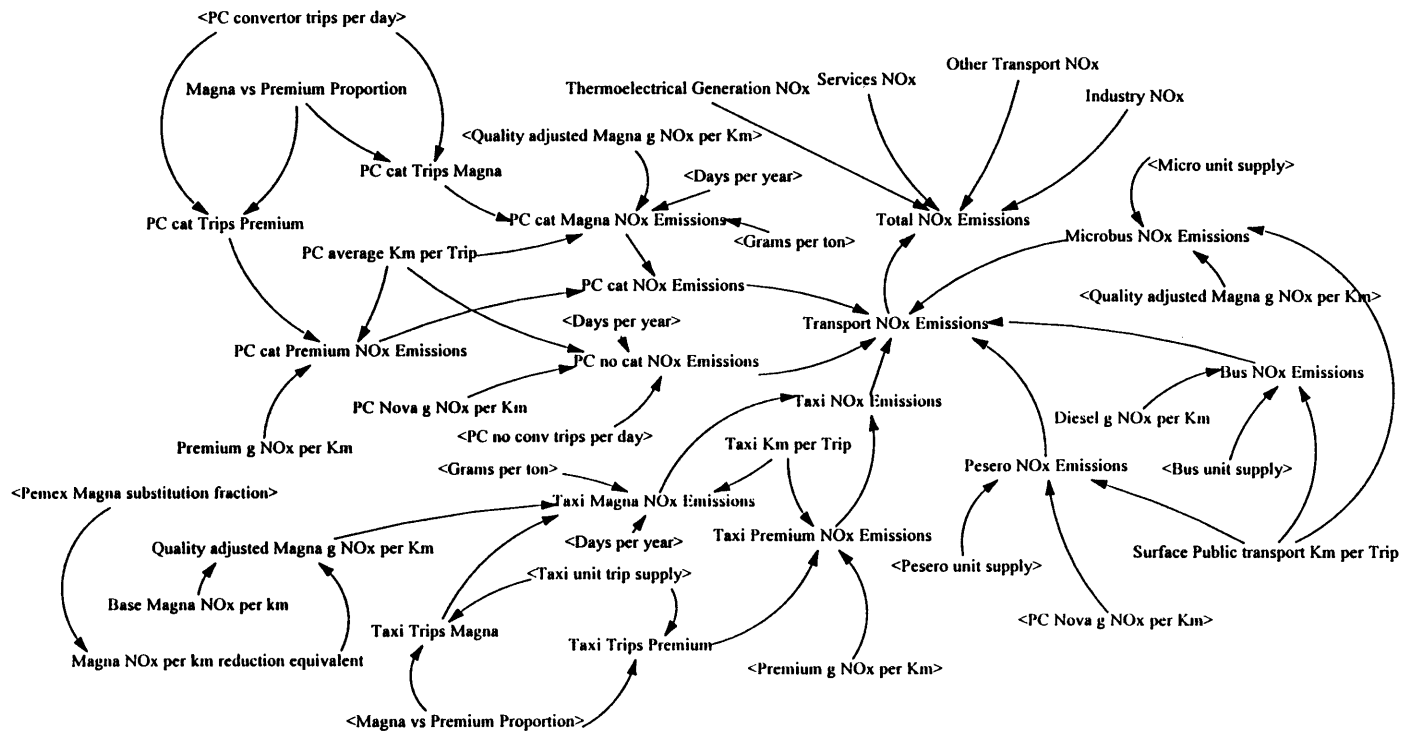 <PC convertor trips per day>
Other Transport NOx
Services NOx
Magna vs Premium Proportion
Thermoelectrical Generation NOx
Industry NOx
<Quality adjusted Magna g NOx per Km>
<Micro unit supply>
PC cat Trips Magna
<Days per year>
PC cat Trips Premium
PC cat Magna NOx Emissions
Total NOx Emissions
<Grams per ton>
Microbus NOx Emissions
PC average Km per Trip
PC cat NOx Emissions
<Quality adjusted Magna g NOx per Km>
<Days per year>
Transport NOx Emissions
PC cat Premium NOx Emissions
PC no cat NOx Emissions
Bus NOx Emissions
PC Nova g NOx per Km
Taxi NOx Emissions
Diesel g NOx per Km
<PC no conv trips per day>
Premium g NOx per Km
Taxi Km per Trip
<Grams per ton>
Pesero NOx Emissions
<Bus unit supply>
<Pemex Magna substitution fraction>
Taxi Magna NOx Emissions
Quality adjusted Magna g NOx per Km
<Days per year>
Taxi Premium NOx Emissions
Surface Public transport Km per Trip
<Pesero unit supply>
<Taxi unit trip supply>
Base Magna NOx per km
<PC Nova g NOx per Km>
Taxi Trips Magna
Taxi Trips Premium
Magna NOx per km reduction equivalent
<Premium g NOx per Km>
<Magna vs Premium Proportion>